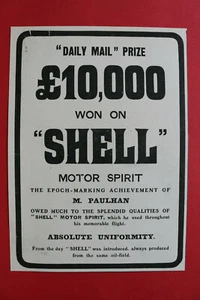 "DAILY MAIL" PRIZE
£10,000
WON ON
"SHELL"
MOTOR SPIRIT
THE EPOCH-MARKING ACHIEVEMENT OF
M. PAULHAN
OWED MUCH TO THE SPLENDID QUALITIES OF
"SHELL" MOTOR SPIRIT, which he used throughout
his memorable flight.
ABSOLUTE UNIFORMITY.
From the day "SHELL" was introduced, always produced
from the same oil-field.